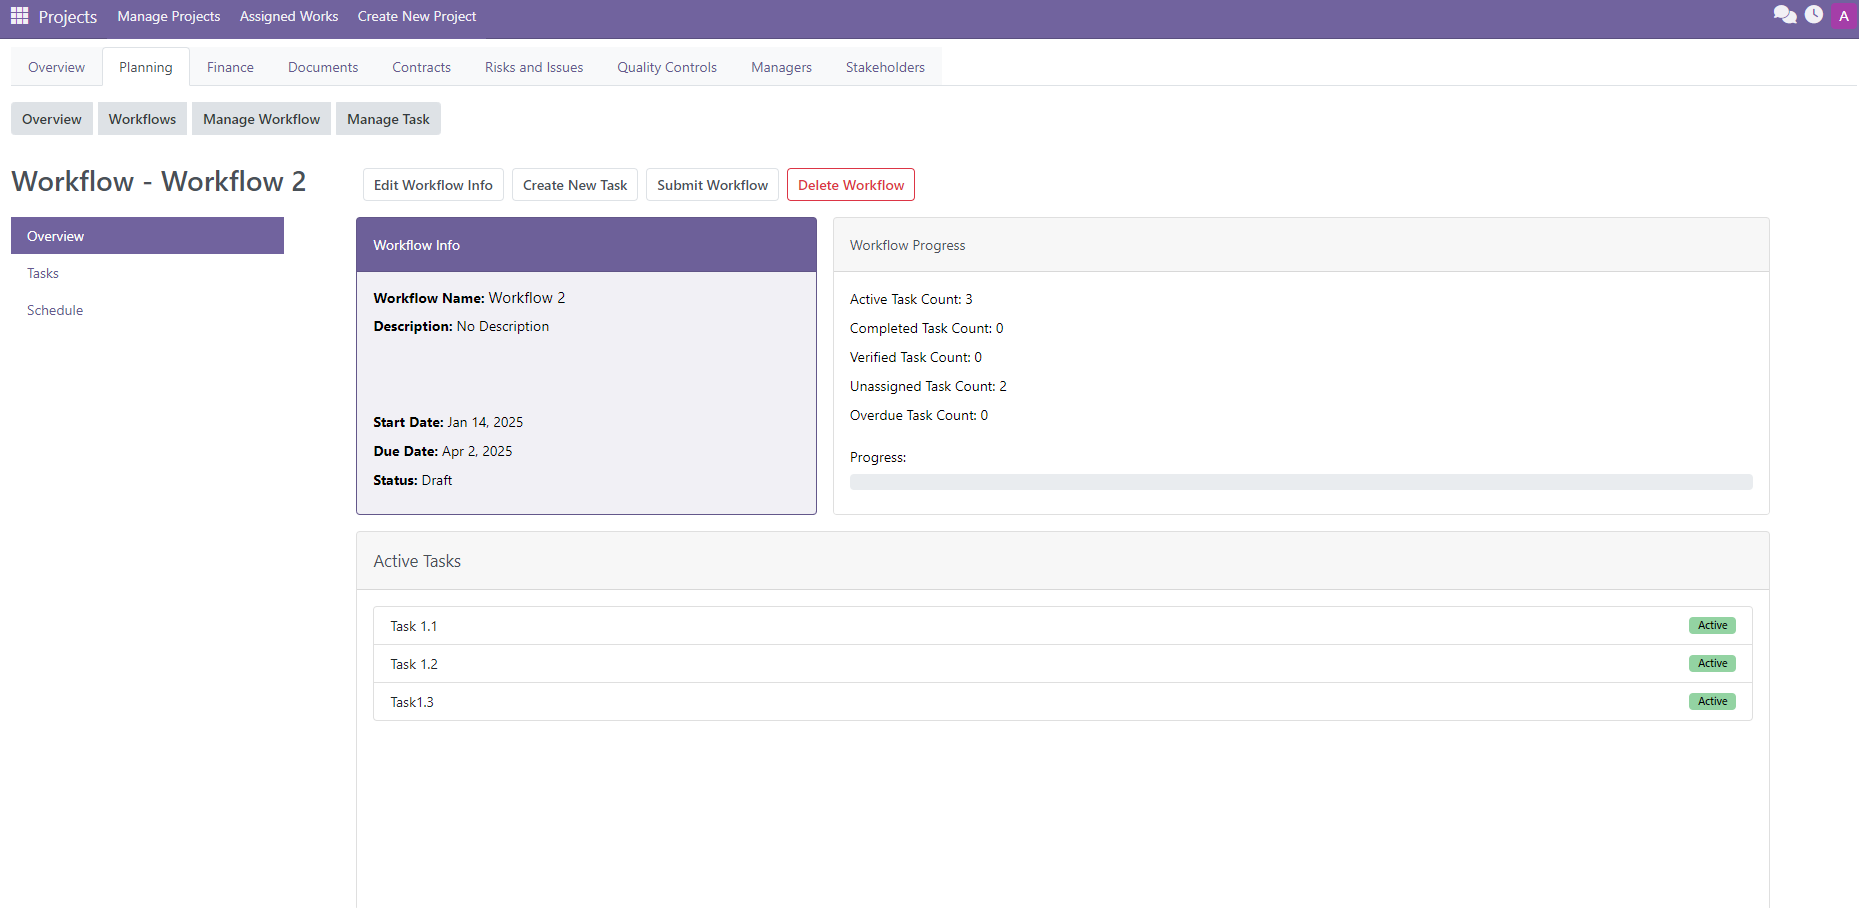 Projects Manage Projects Assigned Works Create New Project A
Overview Planning Finance Documents Contracts Risks and Issues Quality Controls Managers Stakeholders
Overview Workflows Manage Workflow Manage Task
Workflow - Workflow 2
Edit Workflow Info Create New Task Submit Workflow Delete Workflow
Overview
Tasks
Schedule
Workflow Info
Workflow Name: Workflow 2
Description: No Description
Start Date: Jan 14, 2025
Due Date: Apr 2, 2025
Status: Draft
Workflow Progress
Active Task Count: 3
Completed Task Count: 0
Verified Task Count: 0
Unassigned Task Count: 2
Overdue Task Count: 0
Progress:
Active Tasks
Task 1.1 Active
Task 1.2 Active
Task1.3 Active